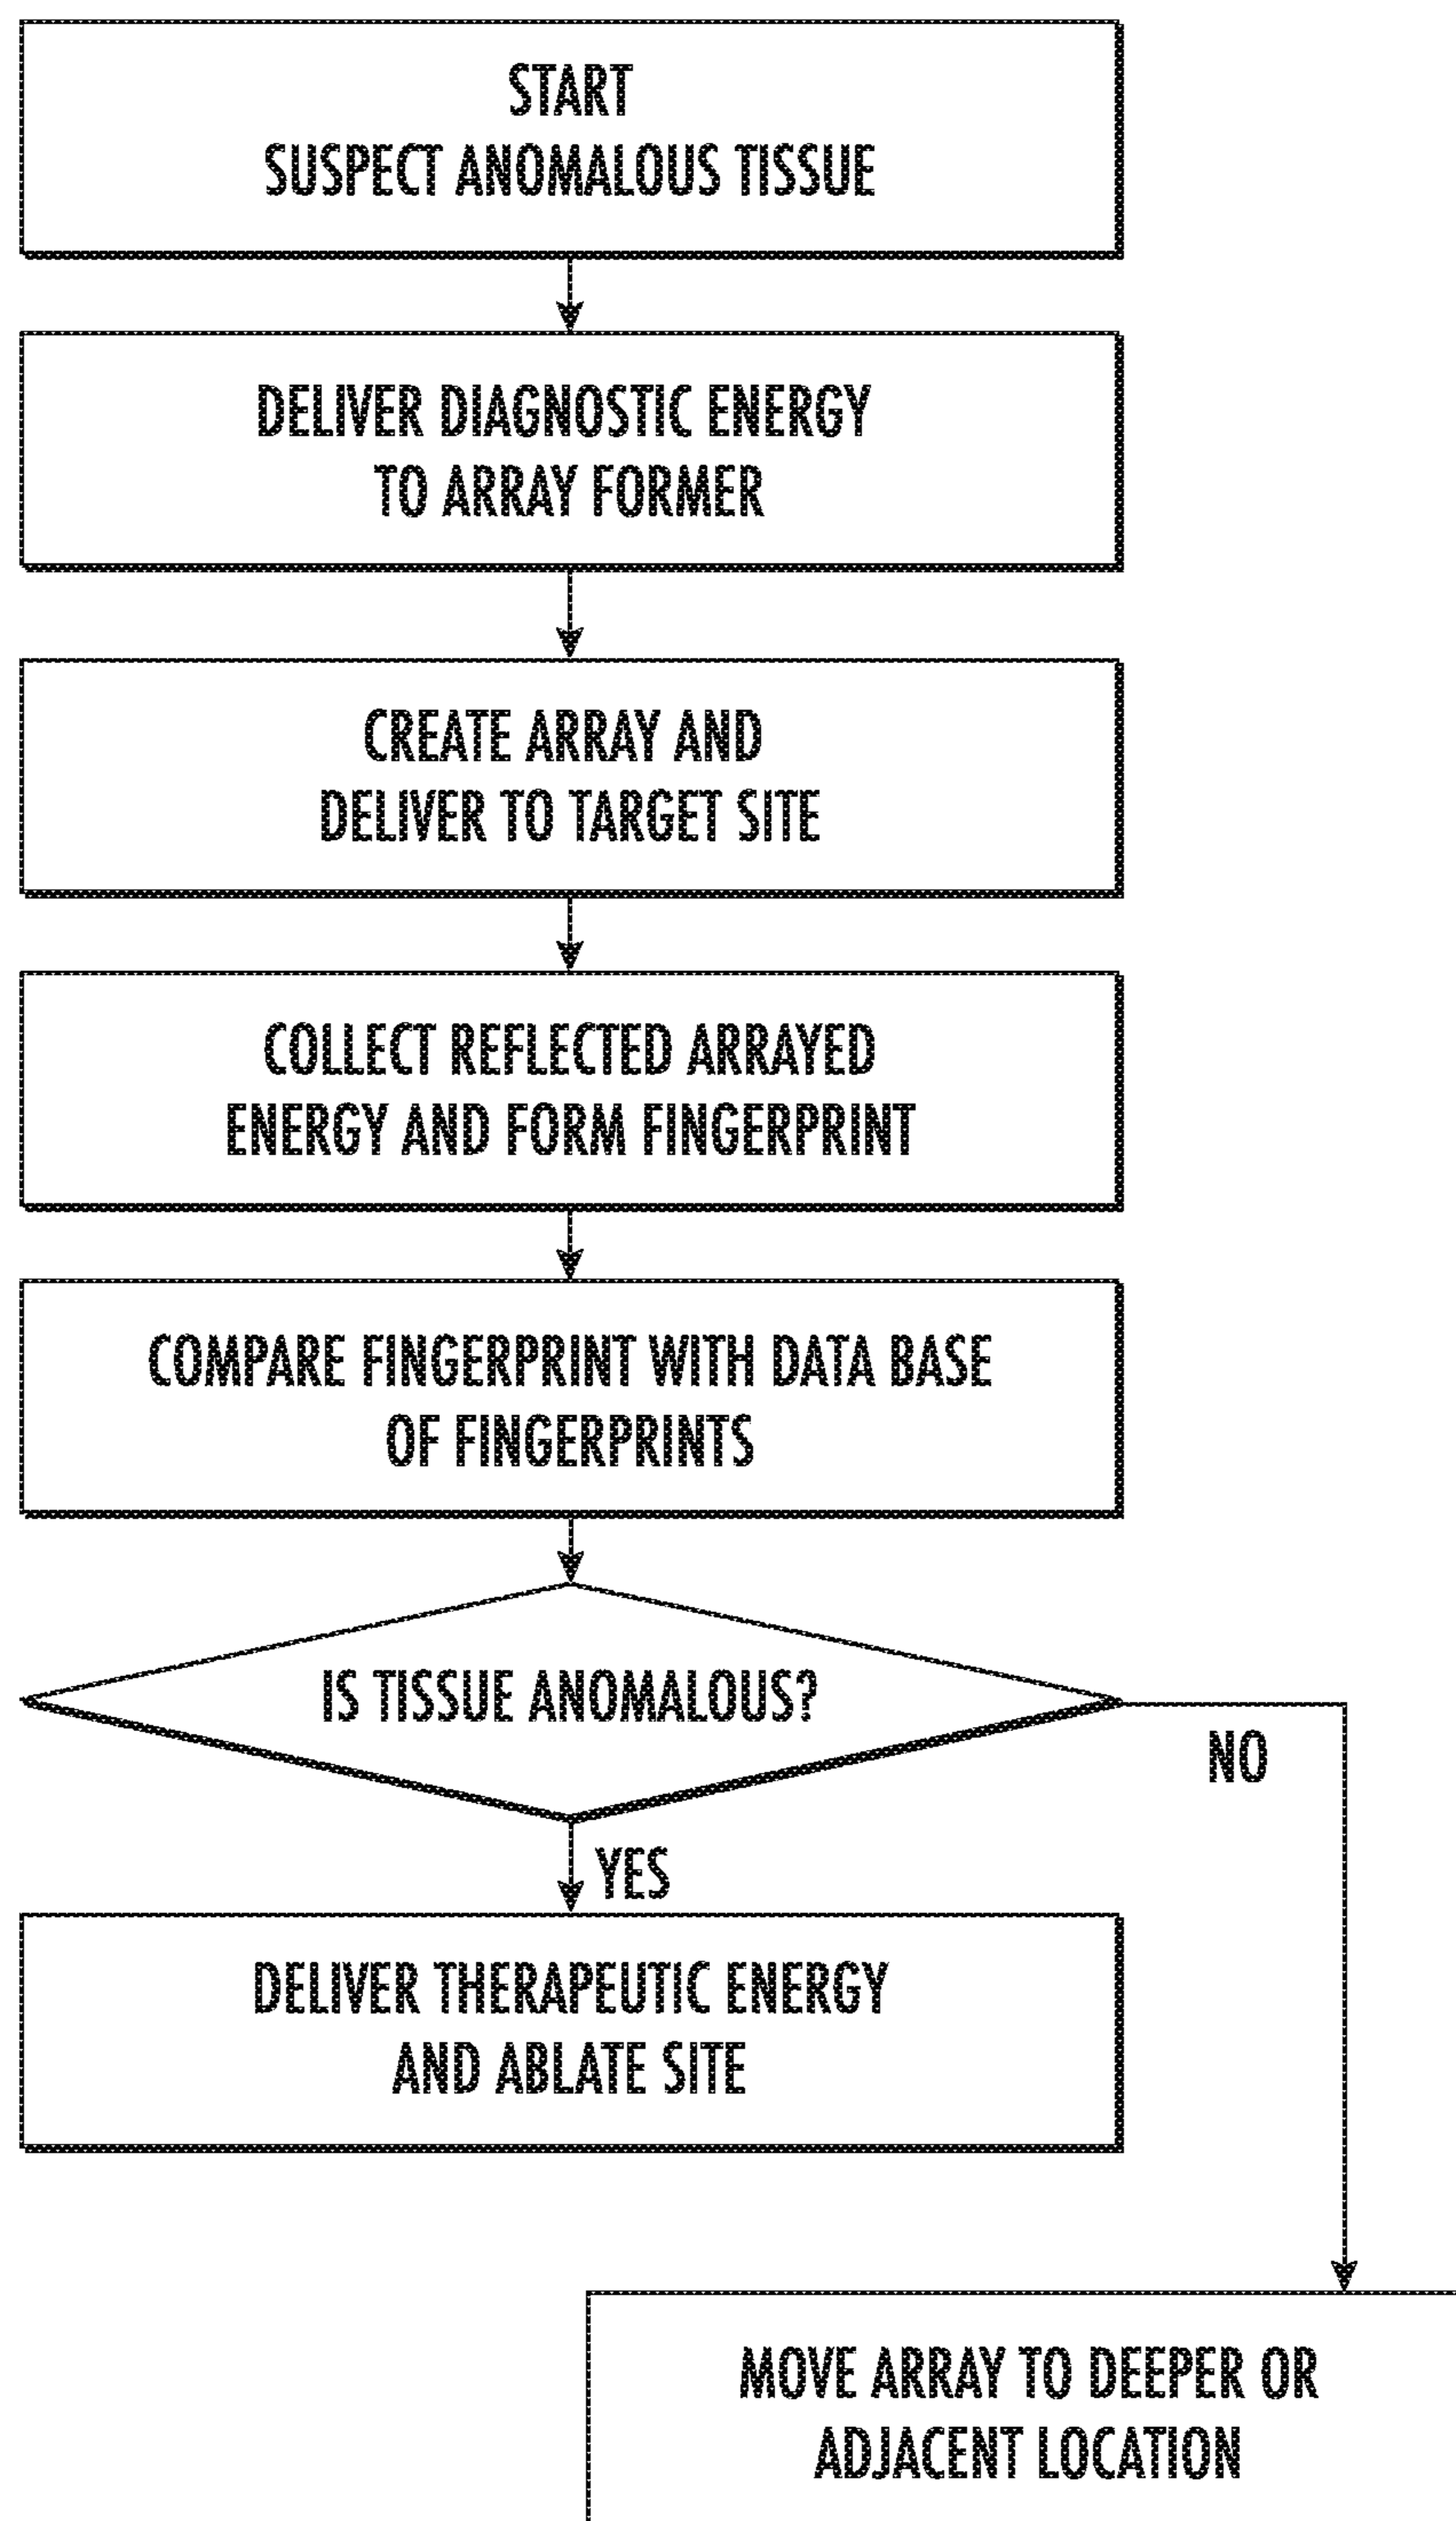 START
SUSPECT ANOMALOUS TISSUE
DELIVER DIAGNOSTIC ENERGY
TO ARRAY FORMER
CREATE ARRAY AND
DELIVER TO TARGET SITE
COLLECT REFLECTED ARRAYED
ENERGY AND FORM FINGERPRINT
COMPARE FINGERPRINT WITH DATA BASE
OF FINGERPRINTS
IS TISSUE ANOMALOUS?
NO
YES
DELIVER THERAPEUTIC ENERGY
AND ABLATE SITE
MOVE ARRAY TO DEEPER OR
ADJACENT LOCATION